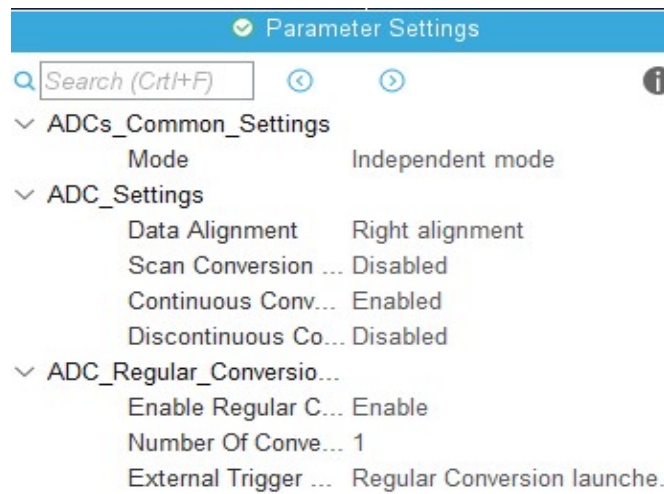 Parameter Settings
Search (Crtl+F)
ADCs_Common_Settings
Mode Independent mode
ADC_Settings
Data Alignment Right alignment
Scan Conversion ... Disabled
Continuous Conv... Enabled
Discontinuous Co... Disabled
ADC_Regular_Conversio...
Enable Regular C... Enable
Number Of Conve... 1
External Trigger ... Regular Conversion launche.